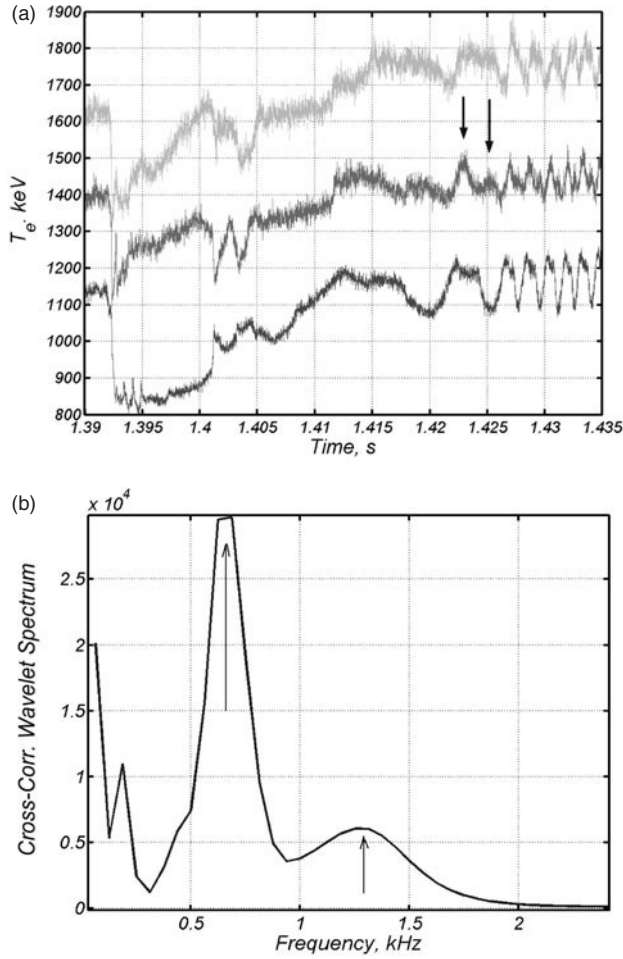 (a)
1900
1800
1700
1600
1500
1400
1300
1200
1100
1000
900
800
Te, keV
1.39 1.395 1.4 1.405 1.41 1.415 1.42 1.425 1.43 1.435
Time, s
(b)
x 10^4
2.5
2
1.5
1
0.5
0
Cross-Corr. Wavelet Spectrum
0.5 1 1.5 2
Frequency, kHz